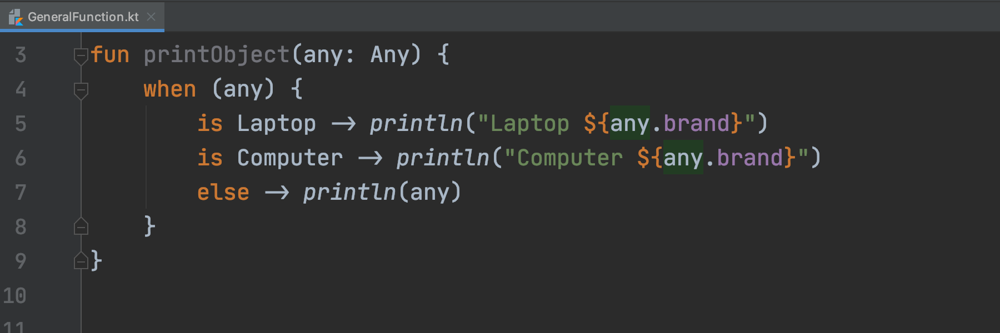 GeneralFunction.kt
3 fun printObject(any: Any) {
4 when (any) {
5 is Laptop -> println("Laptop ${any.brand}")
6 is Computer -> println("Computer ${any.brand}")
7 else -> println(any)
8 }
9 }
10
11